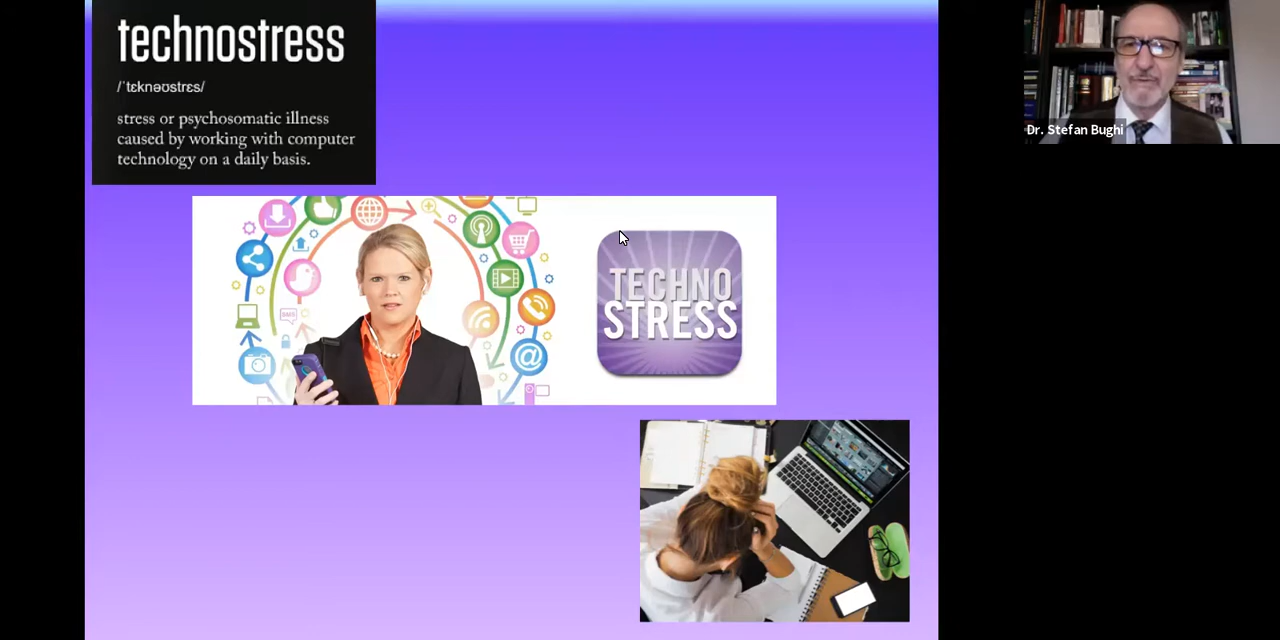 technostress
/ˈtɛknəʊstrɛs/
stress or psychosomatic illness
caused by working with computer
technology on a daily basis.
Dr. Stefan Bughi
SMS
@
TECHNO
STRESS